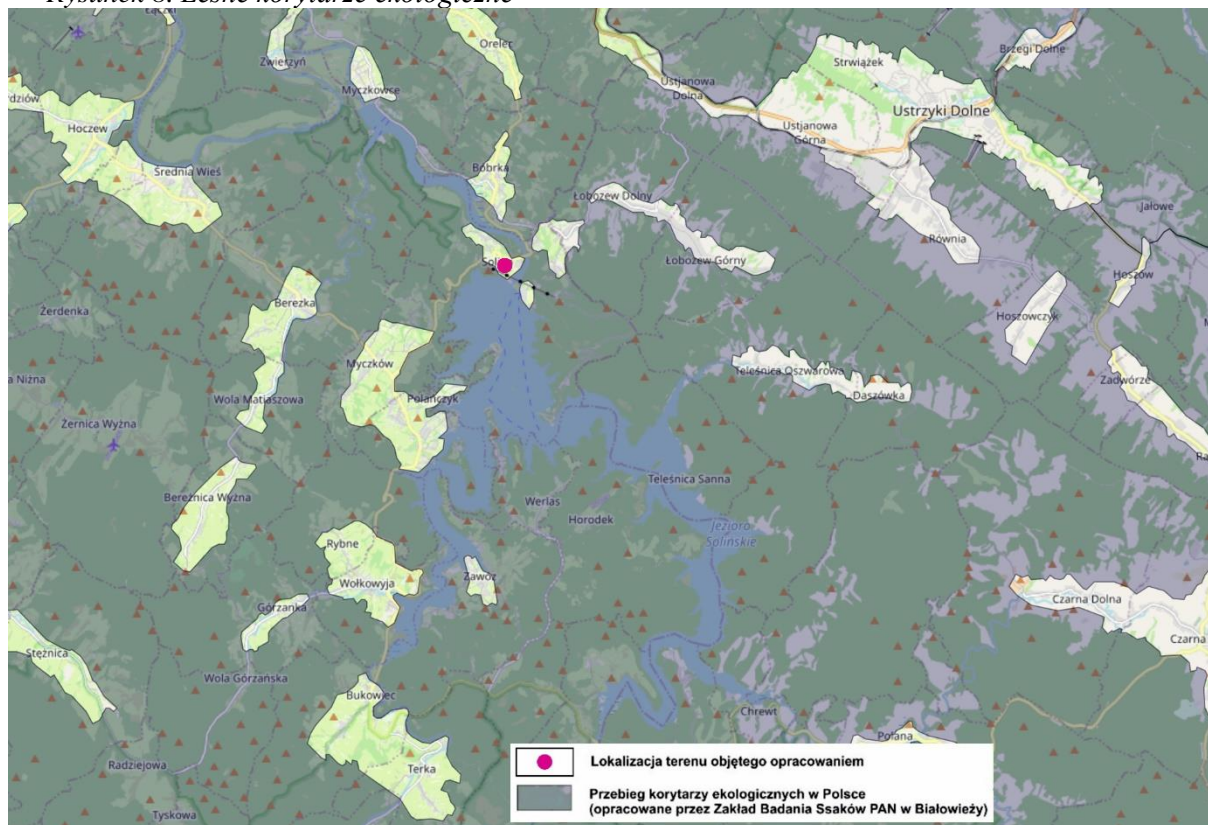 Rysunek 8. Leśne korytarze ekologiczne
Zwierzyń
Orelec
Brzegi Dolne
Strwiążek
Myczkowce
Ustjanowa
Dolna
Ustrzyki Dolne
Hoczew
Ustjanowa
Górna
Średnia Wieś
Bóbrka
Łobozew Dolny
Jałowe
Równia
Łobozew Górny
Hoszów
Berezka
Żerdenka
Hoszowczyk
Myczków
Teleśnica Oszwarowa
Zadwórze
Daszówka
Wola Matiaszowa
Polańczyk
Żernica Wyżna
Teleśnica Sanna
Bereźnica Wyżna
Werlas
Horodek
Jezioro
Solińskie
Rybne
Wołkowyja
Zawóz
Czarna Dolna
Górzanka
Czarna
Stężnica
Wola Górzańska
Bukowiec
Chrewt
Polana
Radziejowa
Terka
Tyskowa
Lokalizacja terenu objętego opracowaniem
Przebieg korytarzy ekologicznych w Polsce
(opracowane przez Zakład Badania Ssaków PAN w Białowieży)